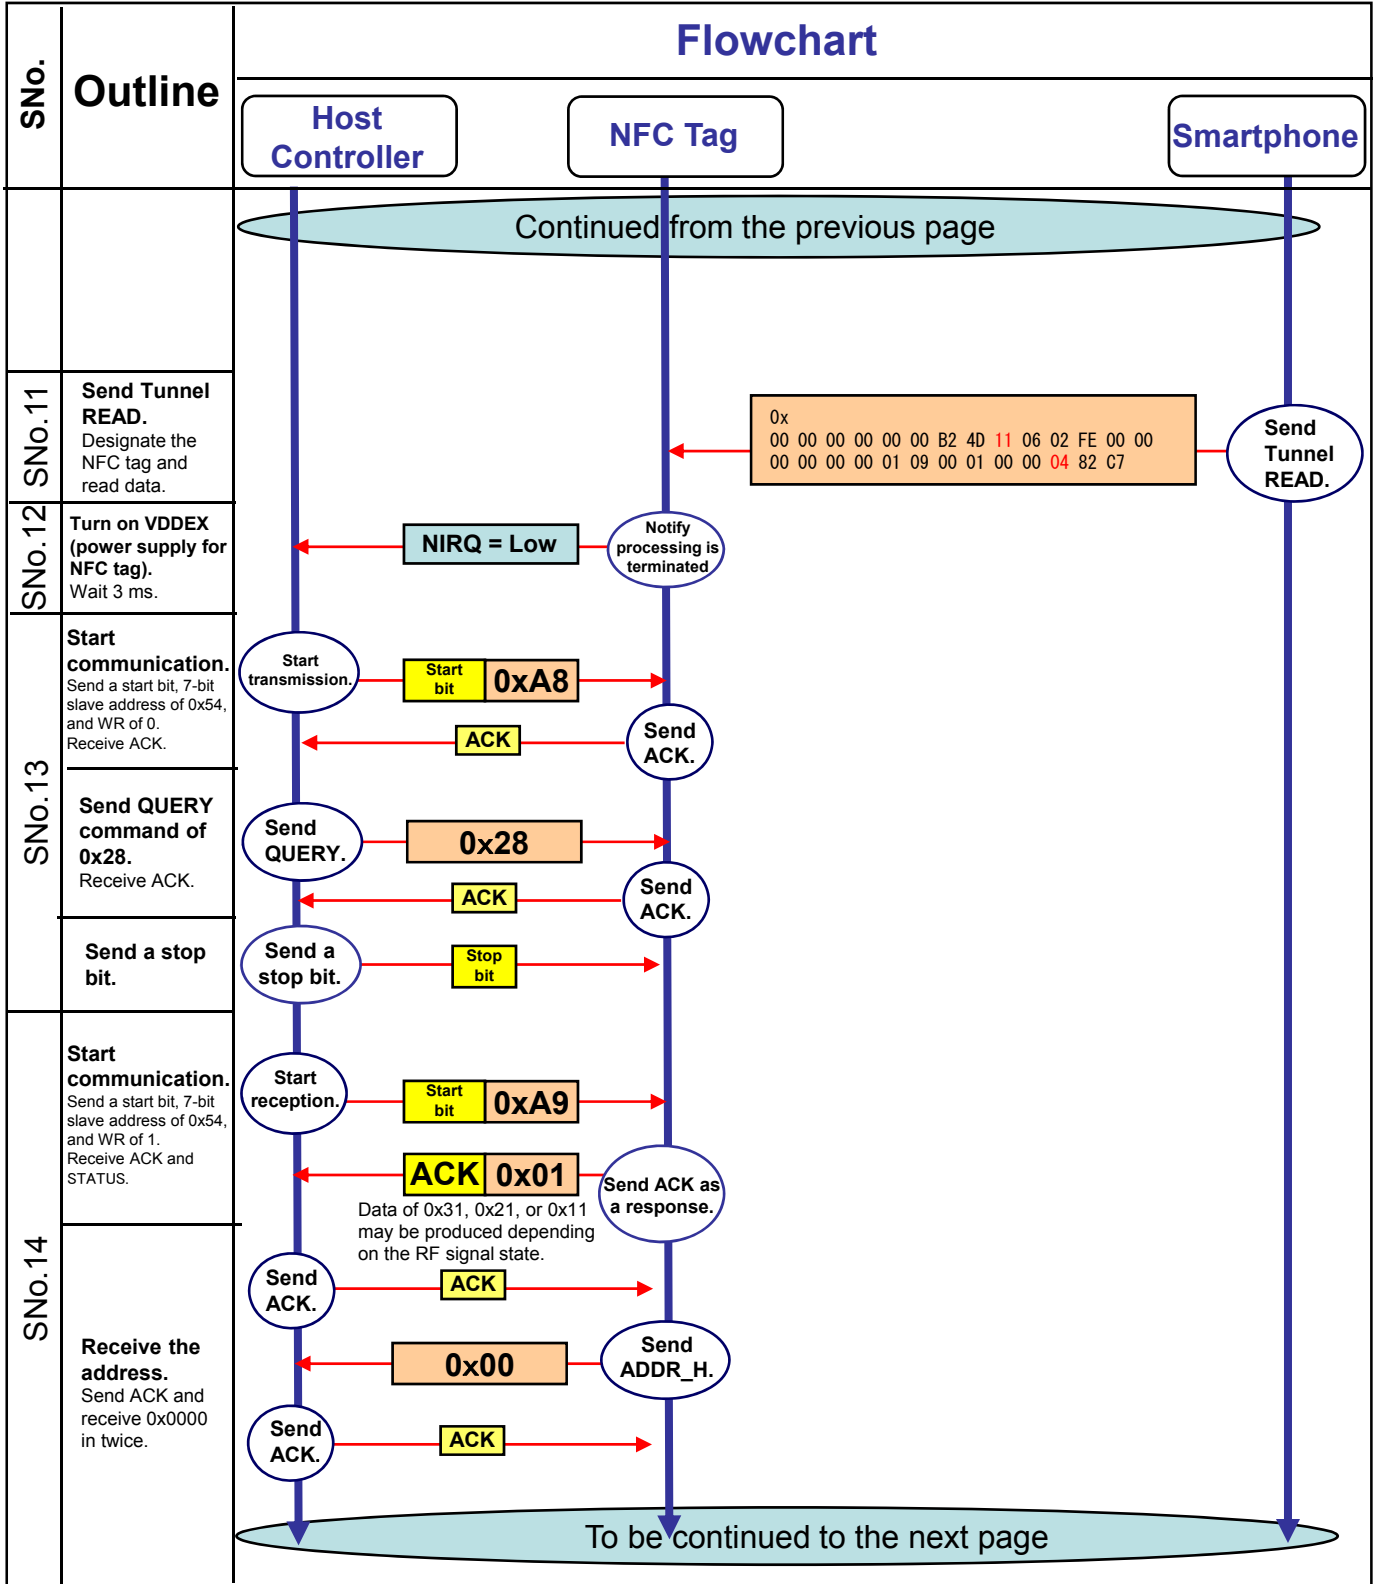 SNo.
Outline
Flowchart
Host
Controller
NFC Tag
Smartphone
Continued from the previous page
SNo.11
Send Tunnel
READ.
Designate the
NFC tag and
read data.
0x
00 00 00 00 00 00 B2 4D 11 06 02 FE 00 00
00 00 00 00 01 09 00 01 00 00 04 82 C7
Send
Tunnel
READ.
SNo.12
Turn on VDDEX
(power supply for
NFC tag).
Wait 3 ms.
NIRQ = Low
Notify
processing is
terminated
SNo.13
Start
communication.
Send a start bit, 7-bit
slave address of 0x54,
and WR of 0.
Receive ACK.
Start
transmission.
Start
bit
0xA8
ACK
Send
ACK.
Send QUERY
command of
0x28.
Receive ACK.
Send
QUERY.
0x28
ACK
Send
ACK.
Send a stop
bit.
Send a
stop bit.
Stop
bit
SNo.14
Start
communication.
Send a start bit, 7-bit
slave address of 0x54,
and WR of 1.
Receive ACK and
STATUS.
Start
reception.
Start
bit
0xA9
ACK
0x01
Send ACK as
a response.
Data of 0x31, 0x21, or 0x11
may be produced depending
on the RF signal state.
Send
ACK.
ACK
Receive the
address.
Send ACK and
receive 0x0000
in twice.
0x00
Send
ADDR_H.
Send
ACK.
ACK
To be continued to the next page